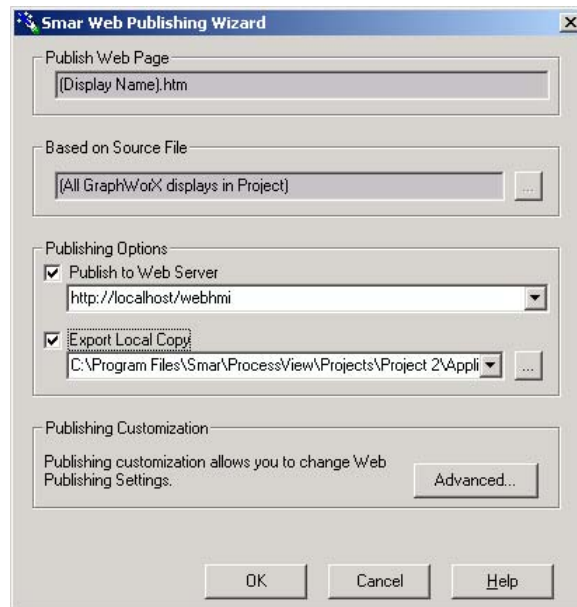 Smar Web Publishing Wizard
Publish Web Page
(Display Name).htm
Based on Source File
(All GraphWorX displays in Project)
...
Publishing Options
Publish to Web Server
http://localhost/webhmi
Export Local Copy
C:\Program Files\Smar\ProcessView\Projects\Project 2\Appli
...
Publishing Customization
Publishing customization allows you to change Web
Publishing Settings.
Advanced...
OK Cancel Help